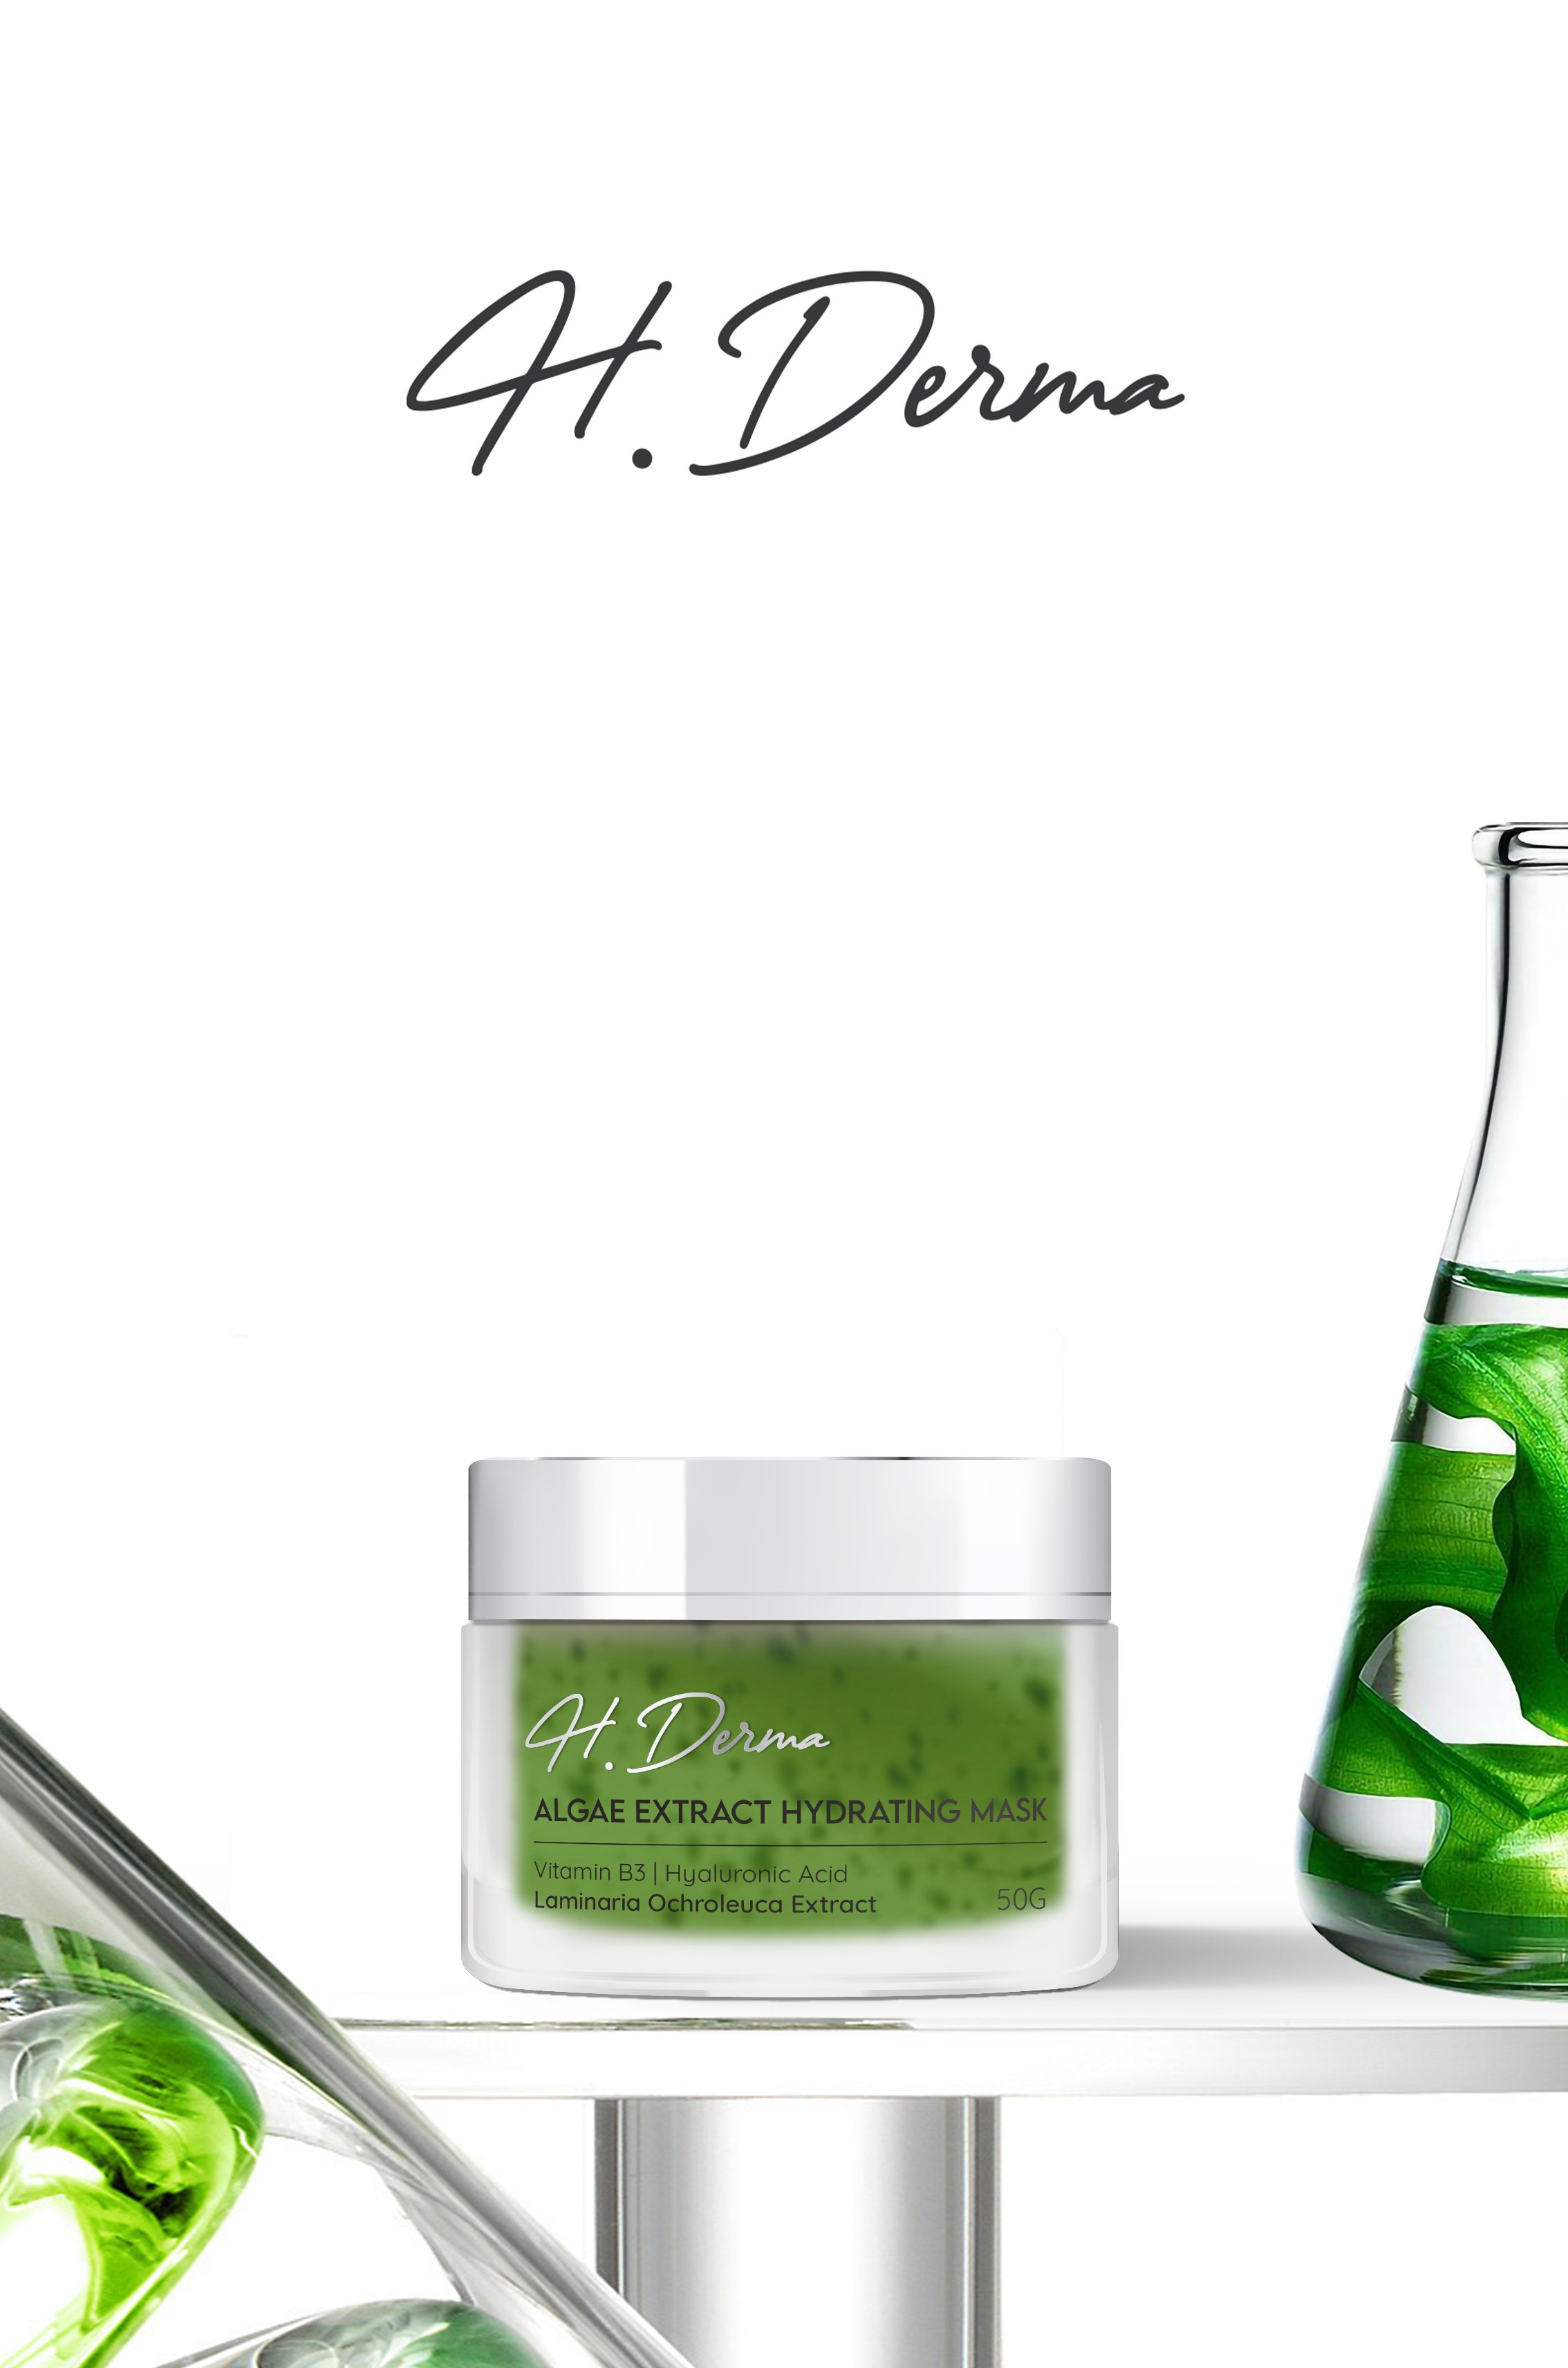 H. Derma
H. Derma
ALGAE EXTRACT HYDRATING MASK
Vitamin B3 | Hyaluronic Acid
Laminaria Ochroleuca Extract
50G